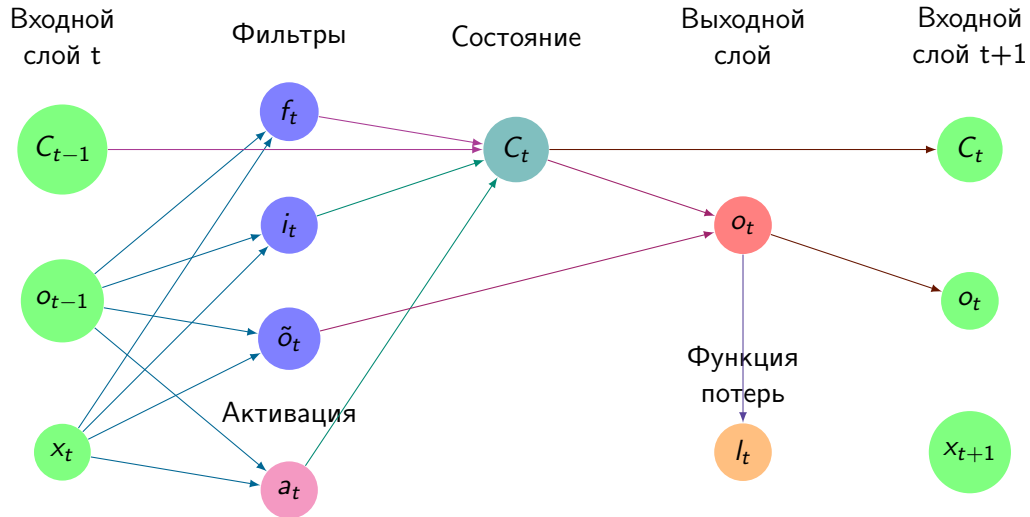 Входной
слой t
Фильтры
Состояние
Выходной
слой
Входной
слой t+1
C_{t−1}
f_t
C_t
C_t
i_t
o_t
o_{t−1}
o_t
õ_t
Функция
потерь
Активация
x_t
l_t
x_{t+1}
a_t